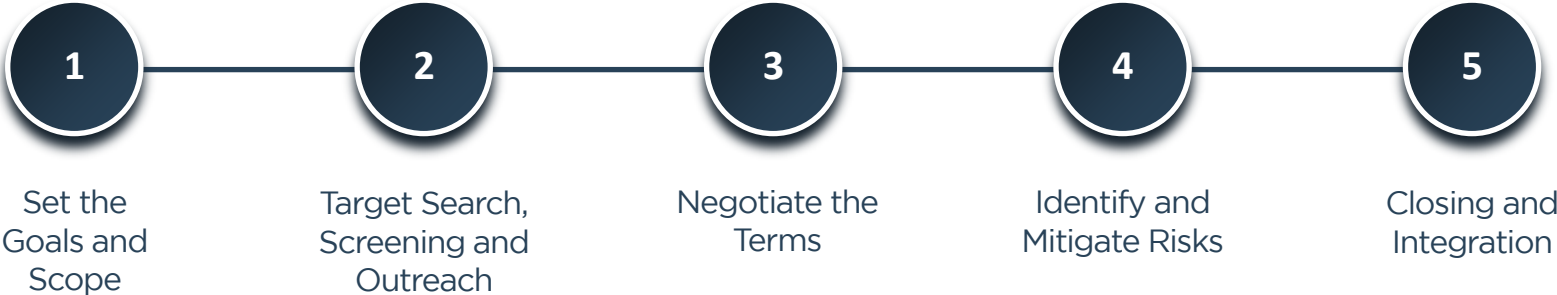 1
2
3
4
5
Set the
Goals and
Scope
Target Search,
Screening and
Outreach
Negotiate the
Terms
Identify and
Mitigate Risks
Closing and
Integration